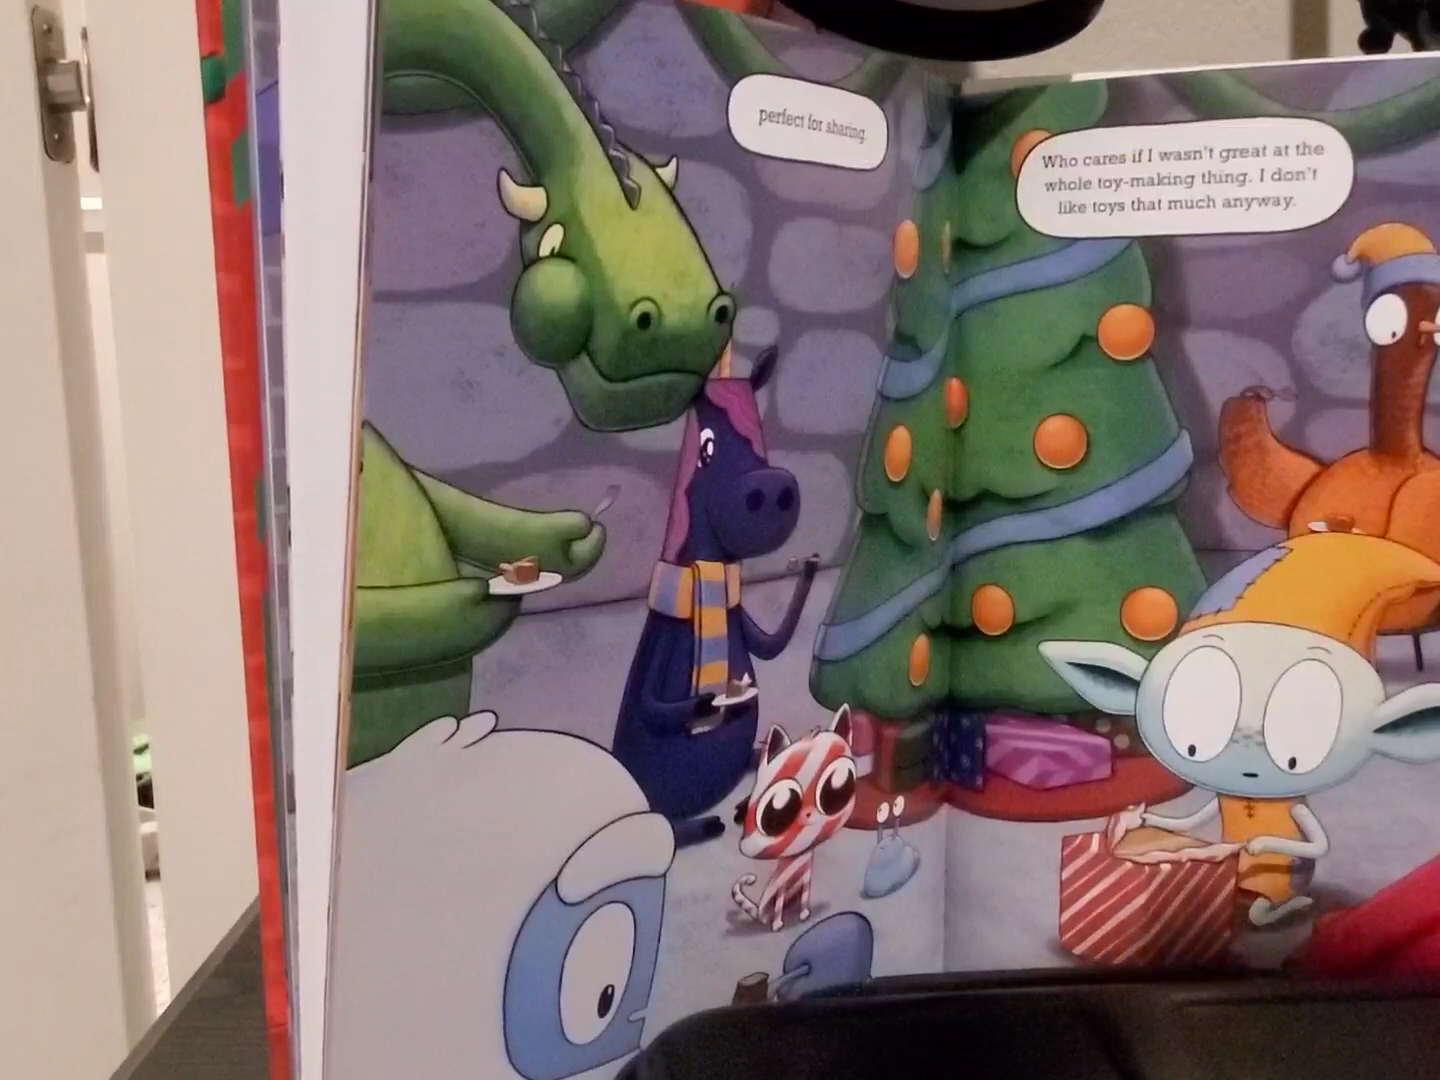 perfect for sharing.
Who cares if I wasn't great at the
whole toy-making thing. I don't
like toys that much anyway.